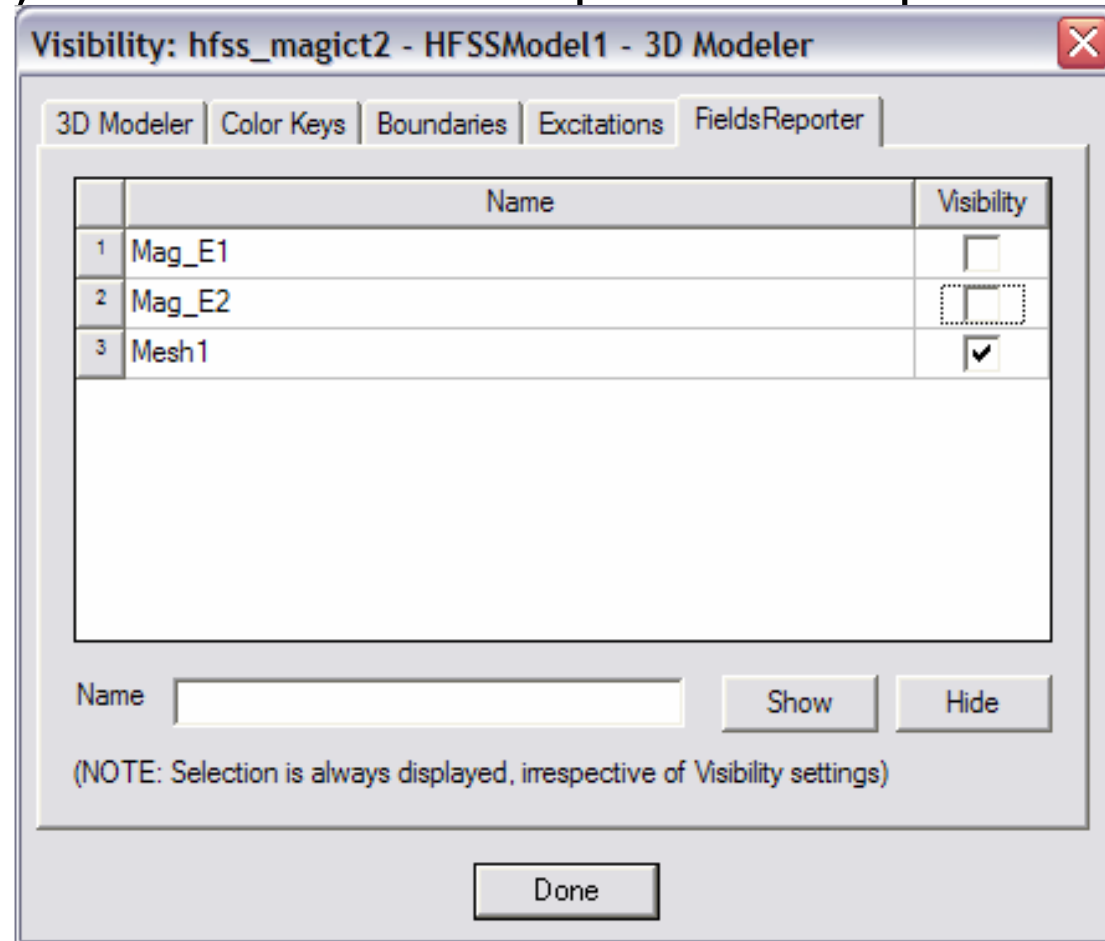 Visibility: hfss_magict2 - HFSSModel1 - 3D Modeler
3D Modeler Color Keys Boundaries Excitations FieldsReporter
Name Visibility
1 Mag_E1
2 Mag_E2
3 Mesh1
Name Show Hide
(NOTE: Selection is always displayed, irrespective of Visibility settings)
Done